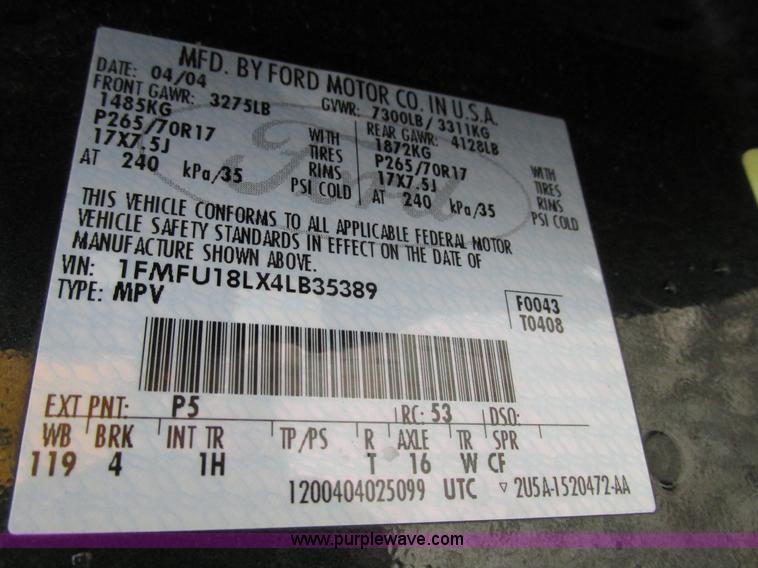 MFD. BY FORD MOTOR CO. IN U.S.A.
DATE: 04/04 GVWR: 7300LB/ 3311KG
FRONT GAWR: 3275LB REAR GAWR: 4128LB
1485KG 1872KG
P265/70R17 WITH P265/70R17 WITH
17X7.5J TIRES 17X7.5J TIRES
RIMS RIMS
AT 240 kPa/35 PSI COLD AT 240 kPa/35 PSI COLD
Ford
THIS VEHICLE CONFORMS TO ALL APPLICABLE FEDERAL MOTOR
VEHICLE SAFETY STANDARDS IN EFFECT ON THE DATE OF
MANUFACTURE SHOWN ABOVE.
VIN: 1FMFU18LX4LB35389
TYPE: MPV
F0043
T0408
EXT PNT: P5 RC: 53 DSO:
WB BRK INT TR TP/PS R AXLE TR SPR
119 4 1H T 16 W CF
1200404025099 UTC ▽ 2U5A-1520472-AA
www.purplewave.com